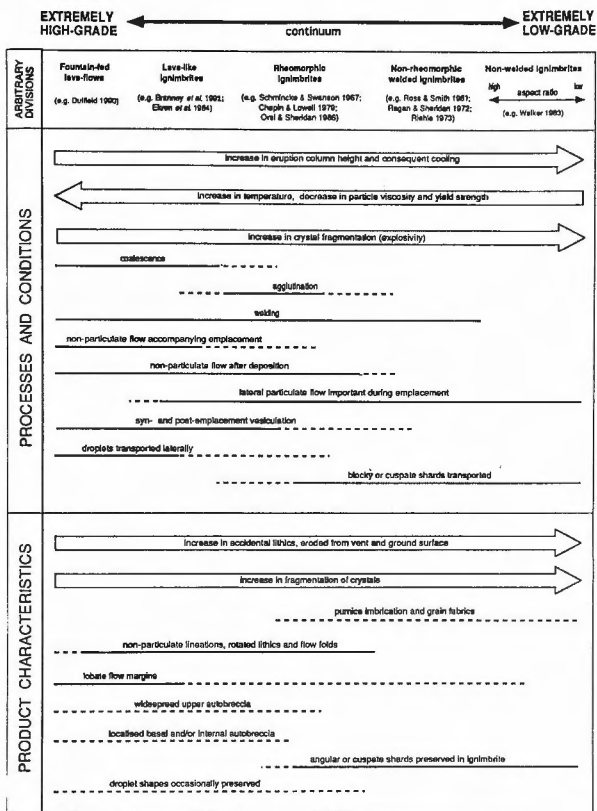 EXTREMELY HIGH-GRADE
continuum
EXTREMELY LOW-GRADE
ARBITRARY DIVISIONS
Fountain-fed lava-flows
(e.g. Duffield 1990)
Lava-like ignimbrites
(e.g. Branney et al. 1991;
Ekren et al. 1984)
Rheomorphic ignimbrites
(e.g. Schmincke & Swanson 1967;
Chapin & Lowell 1979;
Oral & Sheridan 1986)
Non-rheomorphic welded ignimbrites
(e.g. Ross & Smith 1961;
Ragan & Sheridan 1972;
Riehle 1973)
Non-welded ignimbrites
high
aspect ratio
low
(e.g. Walker 1983)
PROCESSES AND CONDITIONS
increase in eruption column height and consequent cooling
increase in temperature, decrease in particle viscosity and yield strength
increase in crystal fragmentation (explosivity)
coalescence
agglutination
welding
non-particulate flow accompanying emplacement
non-particulate flow after deposition
lateral particulate flow important during emplacement
syn- and post-emplacement vesiculation
droplets transported laterally
blocky or cuspate shards transported
PRODUCT CHARACTERISTICS
increase in accidental lithics, eroded from vent and ground surface
increase in fragmentation of crystals
pumice imbrication and grain fabrics
non-particulate lineations, rotated lithics and flow folds
lobate flow margins
widespread upper autobreccia
localised basal and/or internal autobreccia
angular or cuspate shards preserved in ignimbrite
droplet shapes occasionally preserved